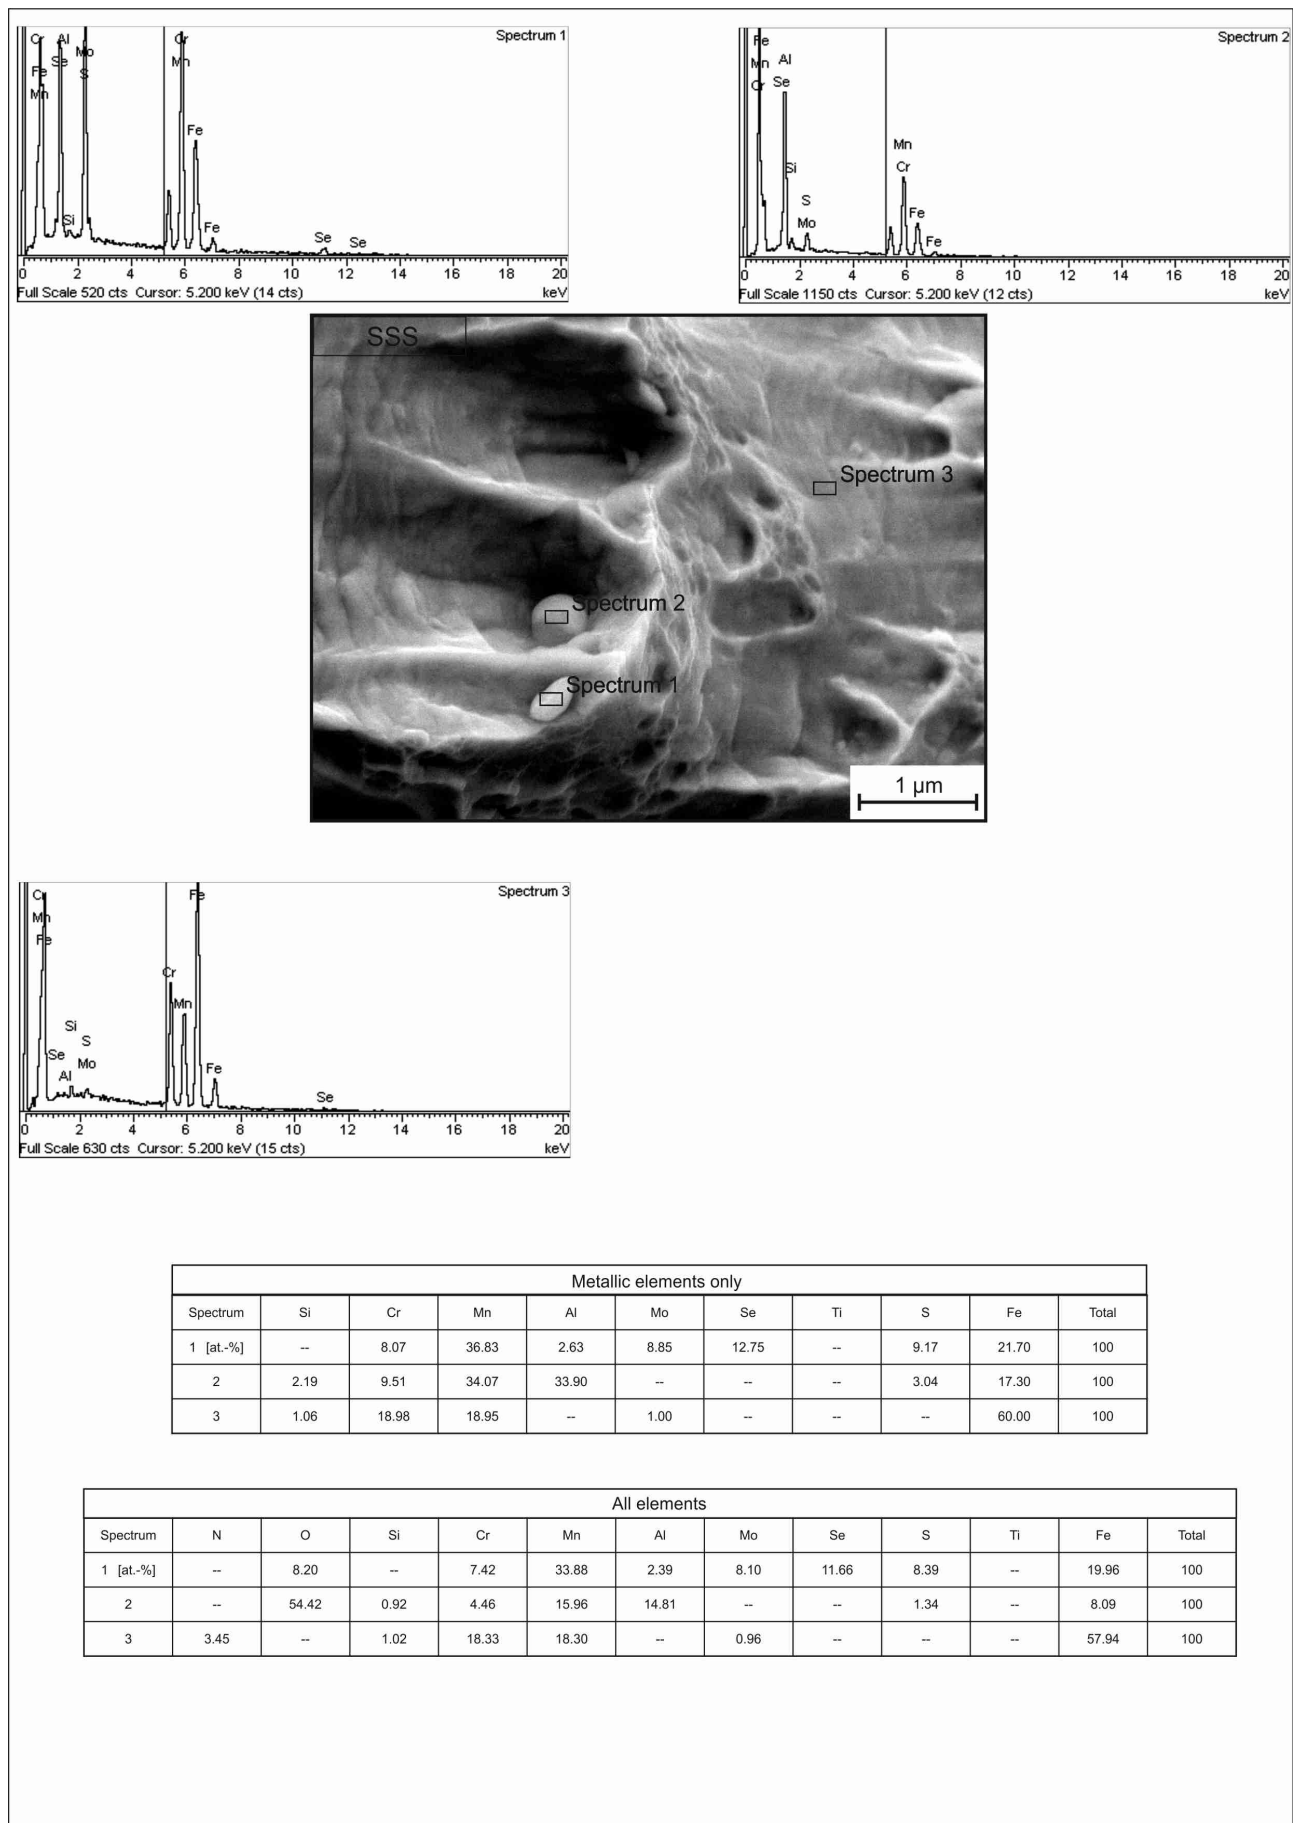 Spectrum 1
Cr Al Mo Cr
Fe Se S Mn
Mn
Fe
Si
Fe
Se Se
0 2 4 6 8 10 12 14 16 18 20
Full Scale 520 cts Cursor: 5.200 keV (14 cts) keV
Spectrum 2
Fe
Mn Al
Cr Se
Si
S
Mo
Mn
Cr
Fe
Fe
0 2 4 6 8 10 12 14 16 18 20
Full Scale 1150 cts Cursor: 5.200 keV (12 cts) keV
SSS
Spectrum 3
Spectrum 2
Spectrum 1
1 µm
Spectrum 3
Cr Fe
Mn
Fe
Cr
Mn
Si
S
Se
Mo
Al
Fe
Se
0 2 4 6 8 10 12 14 16 18 20
Full Scale 630 cts Cursor: 5.200 keV (15 cts) keV
Metallic elements only
Spectrum Si Cr Mn Al Mo Se Ti S Fe Total
1 [at.-%] -- 8.07 36.83 2.63 8.85 12.75 -- 9.17 21.70 100
2 2.19 9.51 34.07 33.90 -- -- -- 3.04 17.30 100
3 1.06 18.98 18.95 -- 1.00 -- -- -- 60.00 100
All elements
Spectrum N O Si Cr Mn Al Mo Se S Ti Fe Total
1 [at.-%] -- 8.20 -- 7.42 33.88 2.39 8.10 11.66 8.39 -- 19.96 100
2 -- 54.42 0.92 4.46 15.96 14.81 -- -- 1.34 -- 8.09 100
3 3.45 -- 1.02 18.33 18.30 -- 0.96 -- -- -- 57.94 100